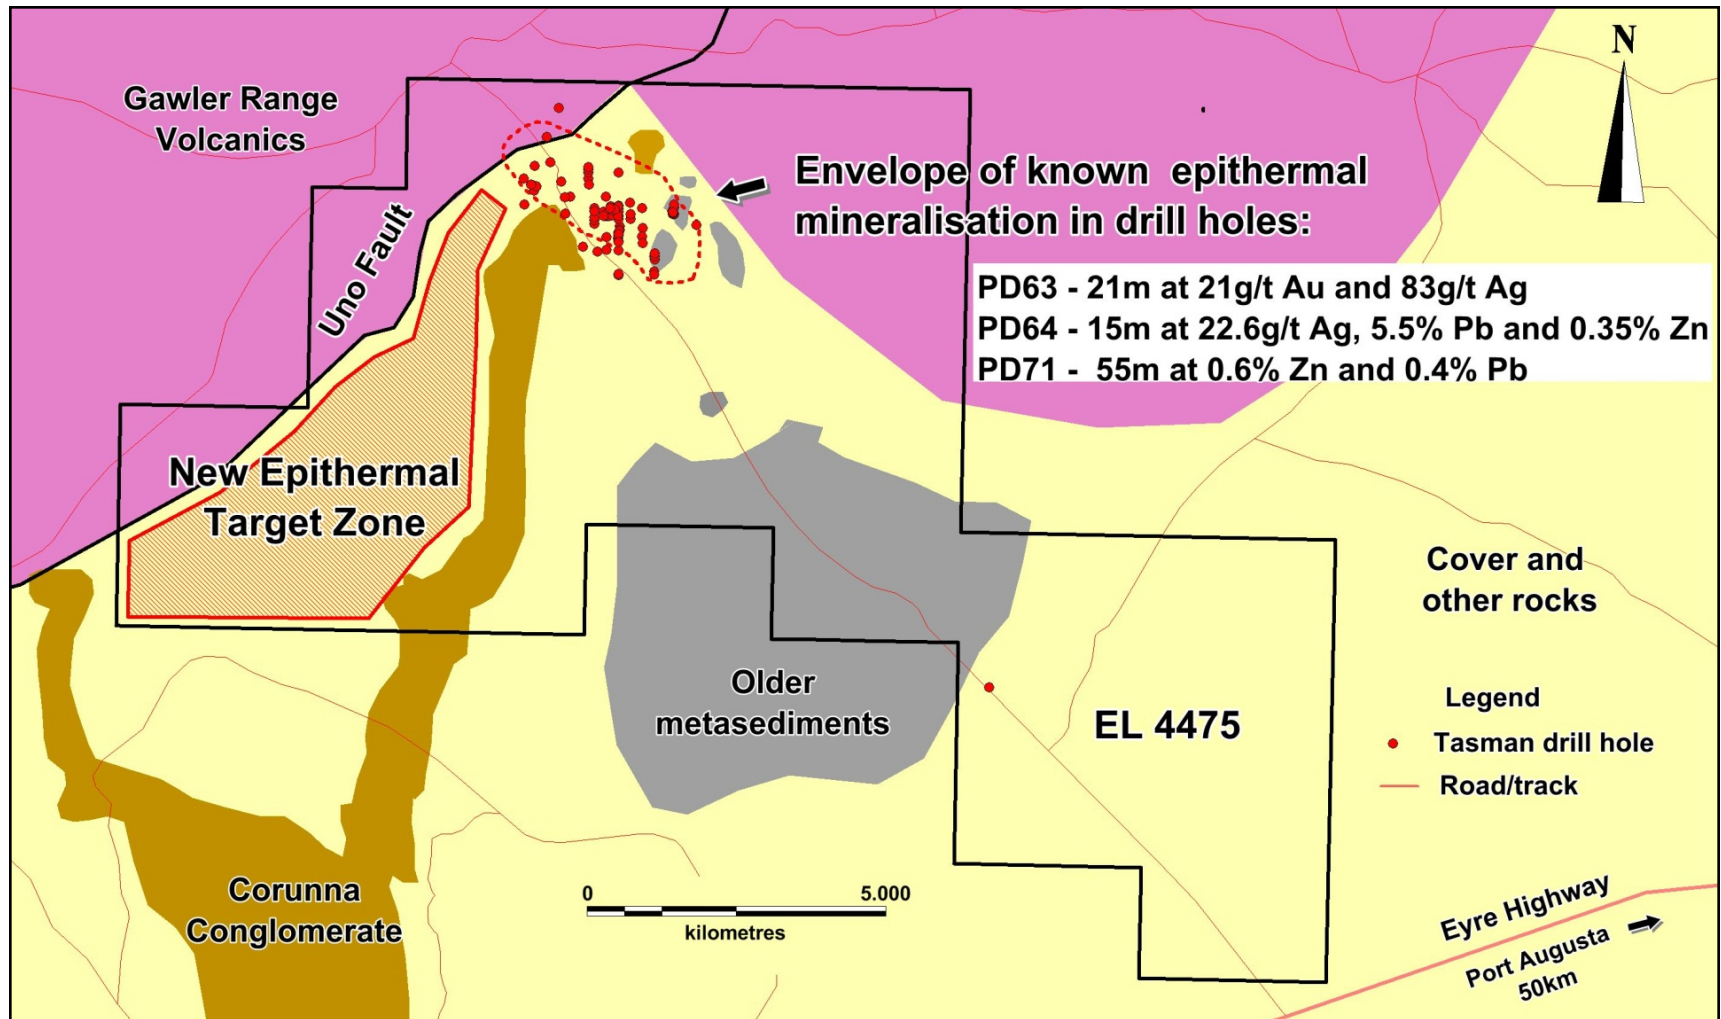 N
Gawler Range
Volcanics
Envelope of known epithermal
mineralisation in drill holes:
Uno Fault
PD63 - 21m at 21g/t Au and 83g/t Ag
PD64 - 15m at 22.6g/t Ag, 5.5% Pb and 0.35% Zn
PD71 - 55m at 0.6% Zn and 0.4% Pb
New Epithermal
Target Zone
Cover and
other rocks
Older
metasediments
EL 4475
Legend
Tasman drill hole
Road/track
Corunna
Conglomerate
0 5.000
kilometres
Eyre Highway
Port Augusta
50km